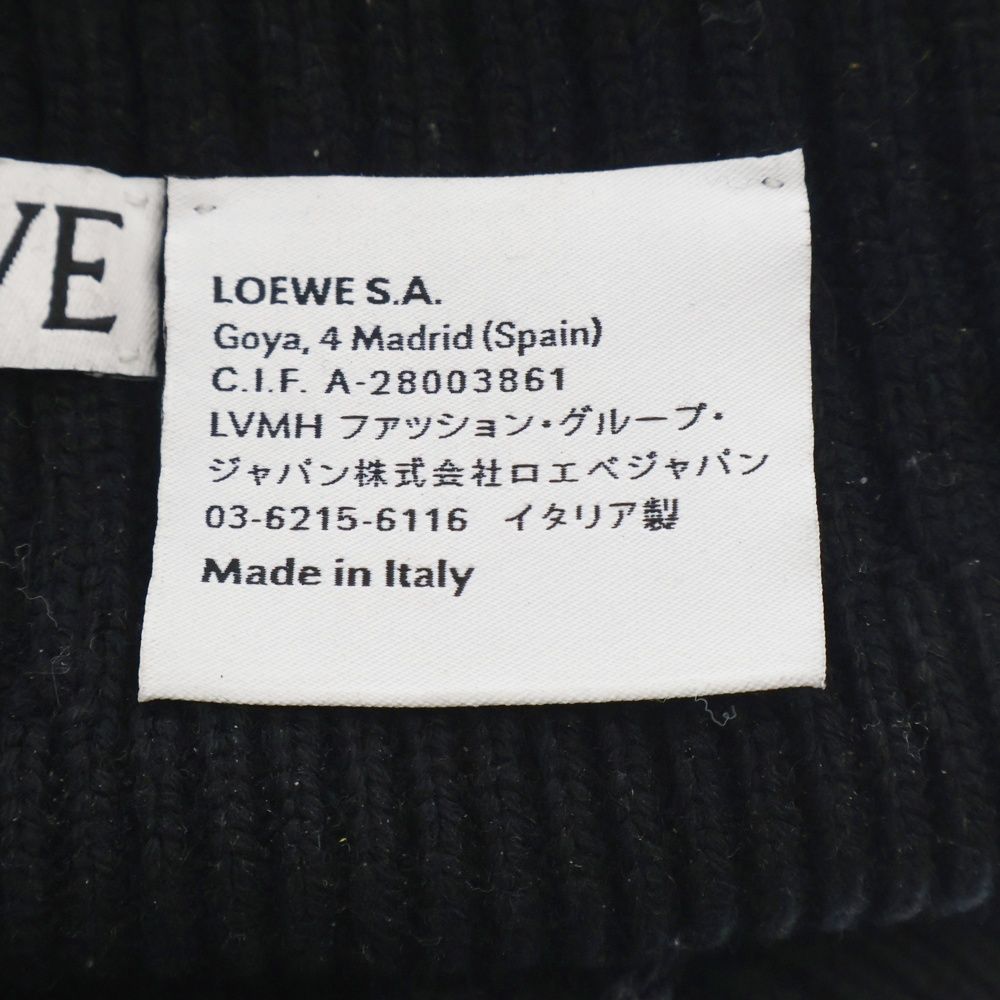 WE
LOEWE S.A.
Goya, 4 Madrid (Spain)
C.I.F. A-28003861
LVMH ファッション・グループ・
ジャパン株式会社ロエベジャパン
03-6215-6116 イタリア製
Made in Italy